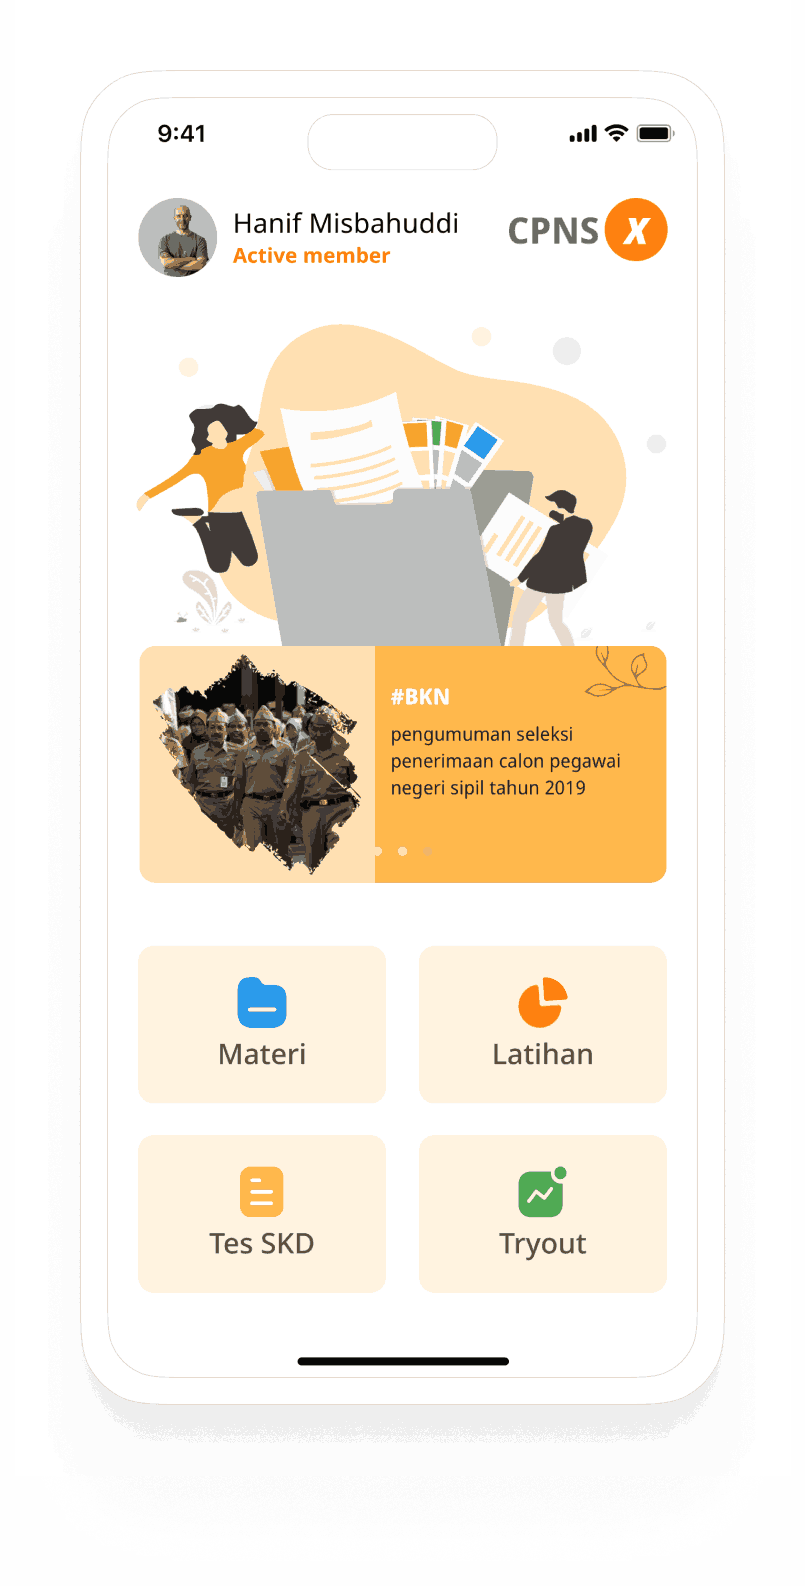 9:41
Hanif Misbahuddi
Active member
CPNS X
#BKN
pengumuman seleksi
penerimaan calon pegawai
negeri sipil tahun 2019
Materi
Latihan
Tes SKD
Tryout